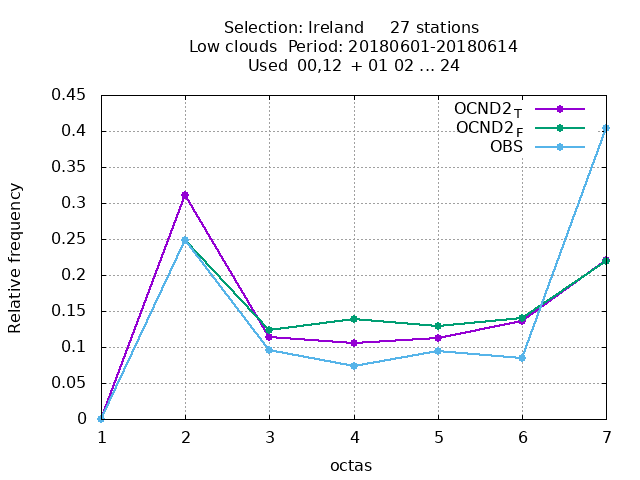 Selection: Ireland     27 stations
Low clouds  Period: 20180601-20180614
Used  00,12  + 01 02 ... 24
OCND2_T
OCND2_F
OBS
Relative frequency
0.45
0.4
0.35
0.3
0.25
0.2
0.15
0.1
0.05
0
1 2 3 4 5 6 7
octas